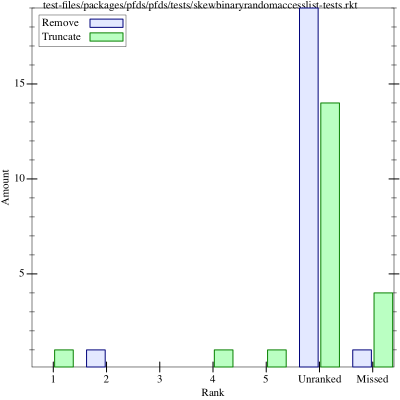 test-files/packages/pfds/pfds/tests/skewbinaryrandomaccesslist-tests.rkt
Remove
Truncate
15
10
5
Amount
1 2 3 4 5 Unranked Missed
Rank